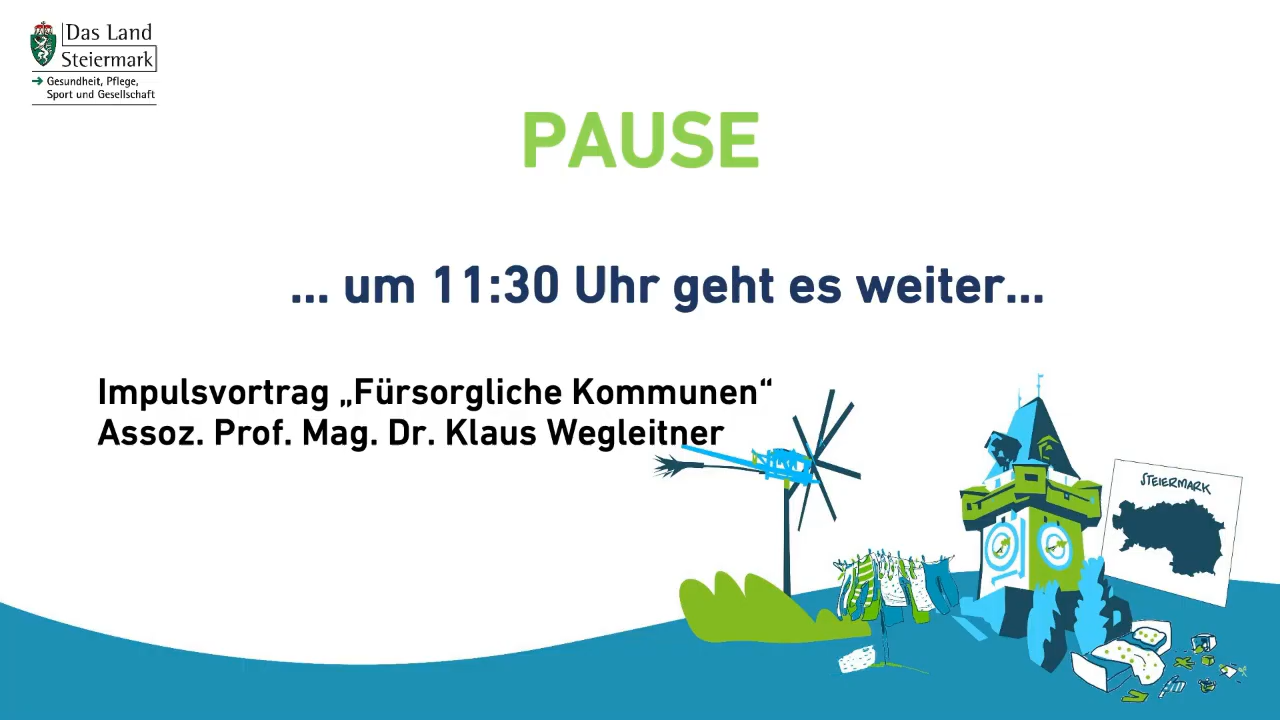 Das Land
Steiermark
→ Gesundheit, Pflege,
Sport und Gesellschaft
PAUSE
... um 11:30 Uhr geht es weiter...
Impulsvortrag „Fürsorgliche Kommunen“
Assoz. Prof. Mag. Dr. Klaus Wegleitner
STEIERMARK